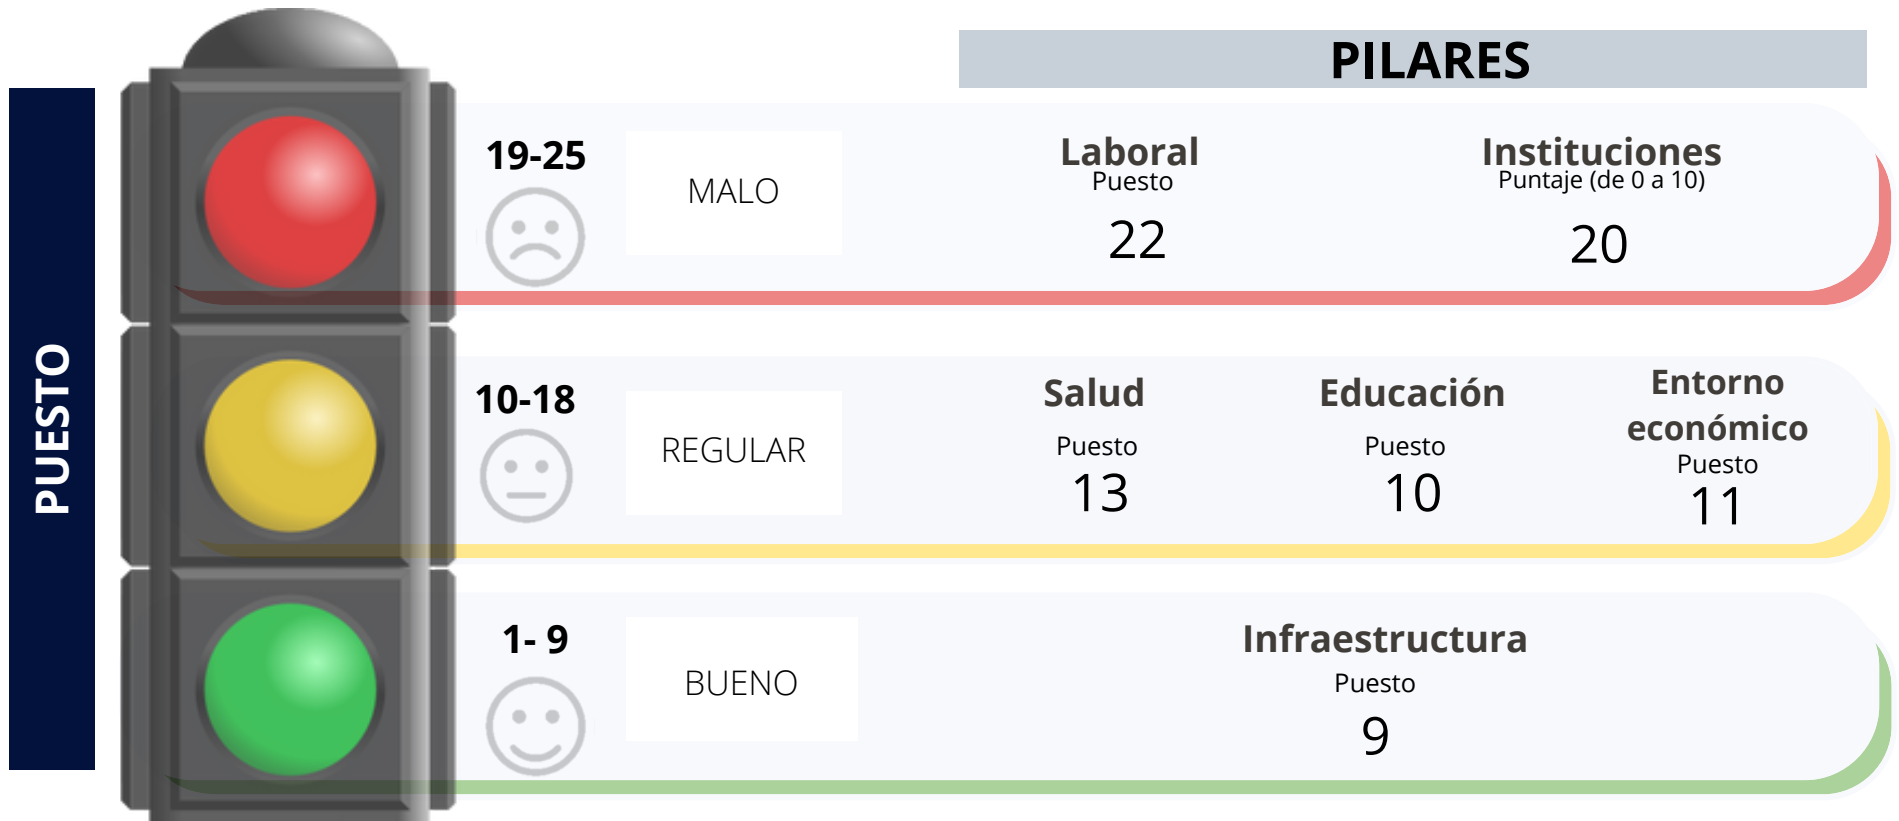 PILARES
PUESTO
19-25
MALO
Laboral
Puesto
22
Instituciones
Puntaje (de 0 a 10)
20
10-18
REGULAR
Salud
Puesto
13
Educación
Puesto
10
Entorno
económico
Puesto
11
1- 9
BUENO
Infraestructura
Puesto
9